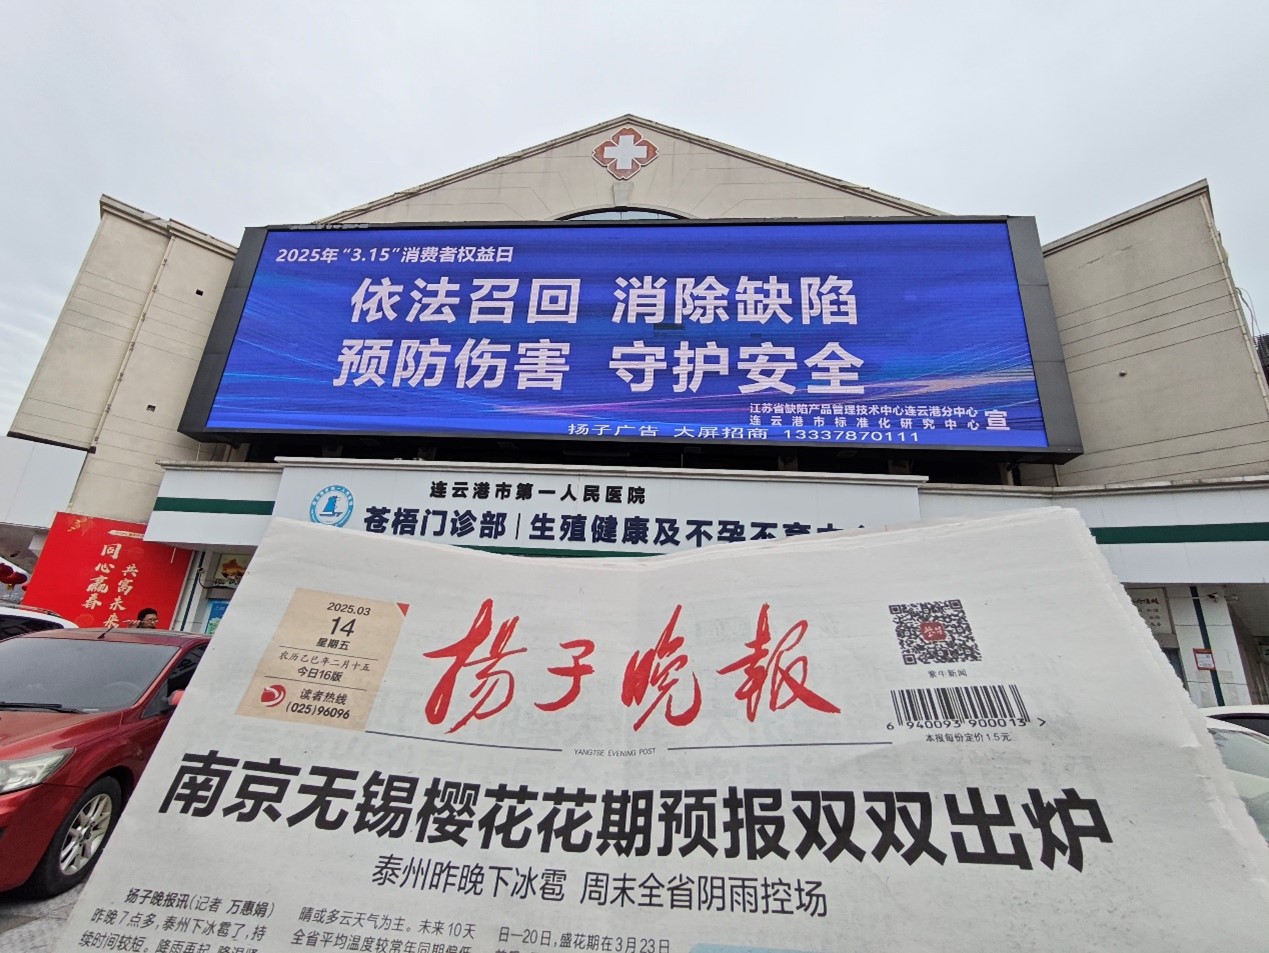 2025年“3.15”消费者权益日
依法召回 消除缺陷
预防伤害 守护安全
江苏省缺陷产品管理技术中心连云港分中心
连云港市标准化研究中心
宣
扬子广告 大屏招商 13337870111
连云港市第一人民医院
苍梧门诊部|生殖健康及不孕不育中心
同心赢春
共富未来
2025.03
14
星期五
农历乙巳年二月十五
今日16版
读者热线
(025)96096
扬子晚报
YANGTSE EVENING POST
紫牛新闻
6 940093 900013 >
本报每份定价1.5元
南京无锡樱花花期预报双双出炉
泰州昨晚下冰雹 周末全省阴雨控场
扬子晚报讯(记者 万惠娟)
昨晚7点多,泰州下冰雹了,持
续时间较短。降雨再起
晴或多云天气为主。未来10天
全省平均温度较常年同期偏低
日—20日,盛花期在3月23